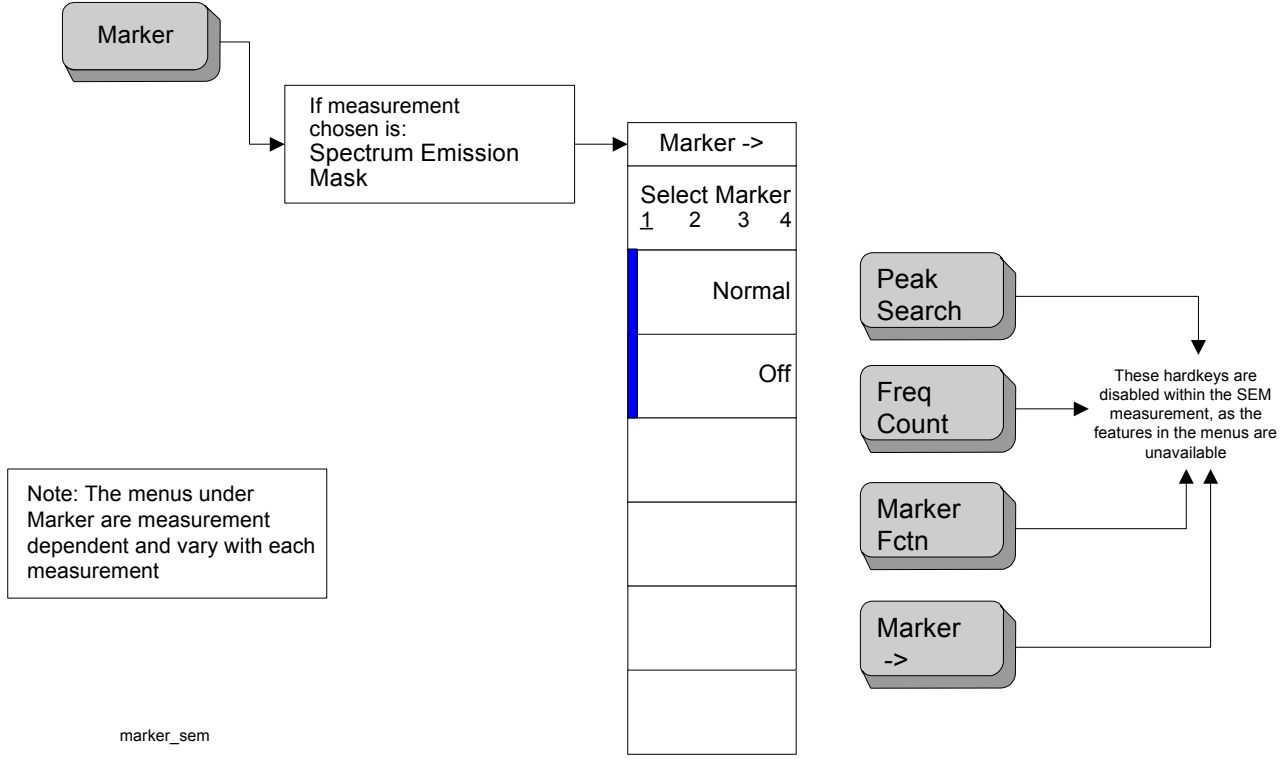 Marker
If measurement
chosen is:
Spectrum Emission
Mask
Marker ->
Select Marker
1 2 3 4
Normal
Off
Peak
Search
Freq
Count
Marker
Fctn
Marker
->
These hardkeys are
disabled within the SEM
measurement, as the
features in the menus are
unavailable
Note: The menus under
Marker are measurement
dependent and vary with each
measurement
marker_sem